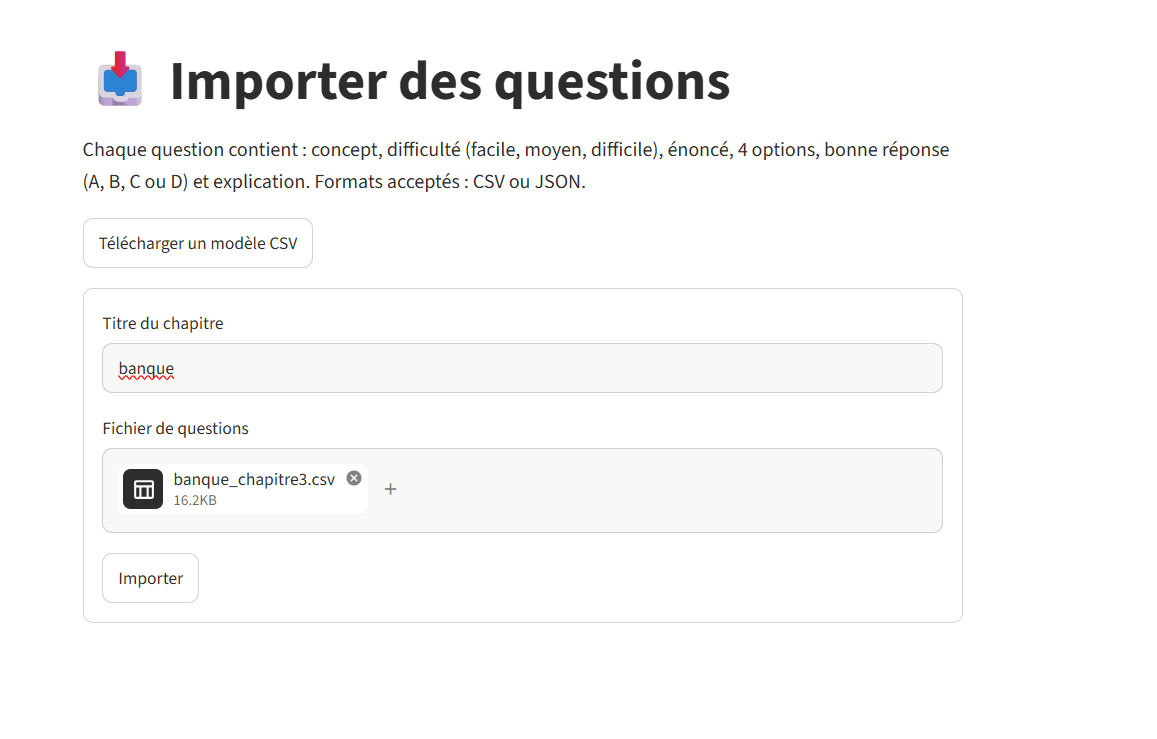 Importer des questions
Chaque question contient : concept, difficulté (facile, moyen, difficile), énoncé, 4 options, bonne réponse
(A, B, C ou D) et explication. Formats acceptés : CSV ou JSON.
Télécharger un modèle CSV
Titre du chapitre
banque
Fichier de questions
banque_chapitre3.csv
16.2KB
Importer